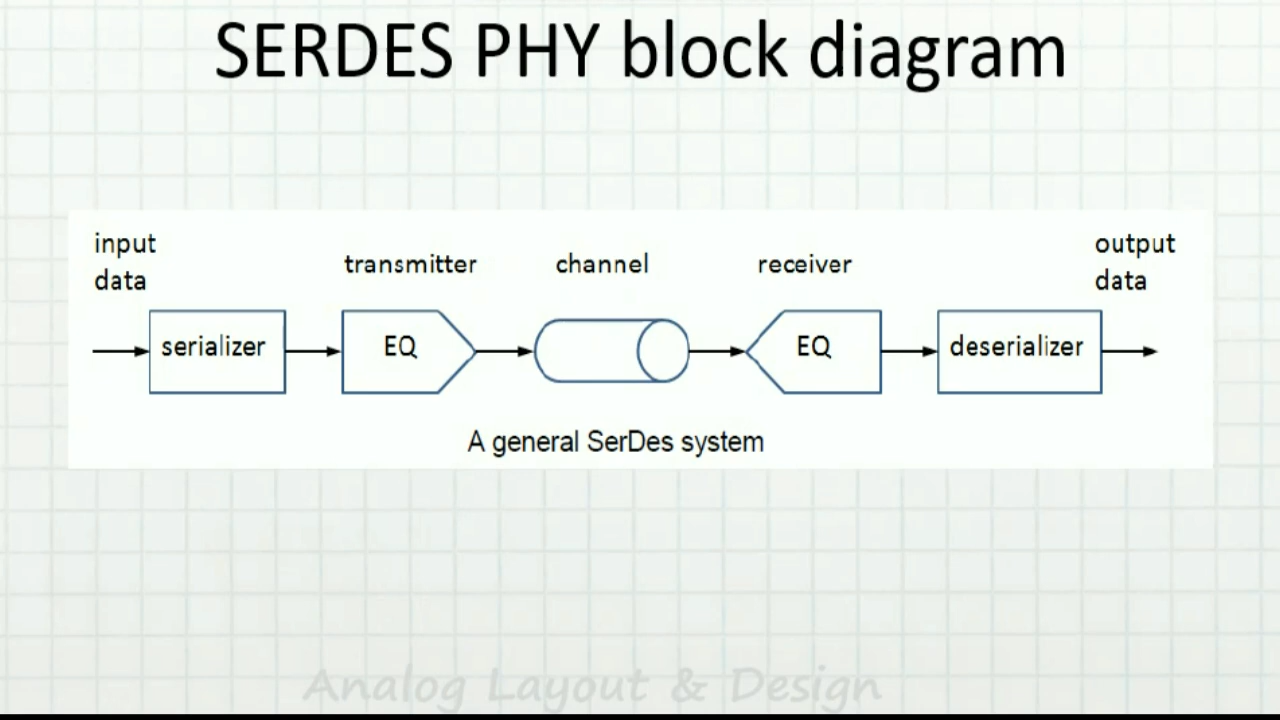 SERDES PHY block diagram
input
data
transmitter
channel
receiver
output
data
serializer
EQ
EQ
deserializer
A general SerDes system
Analog Layout & Design